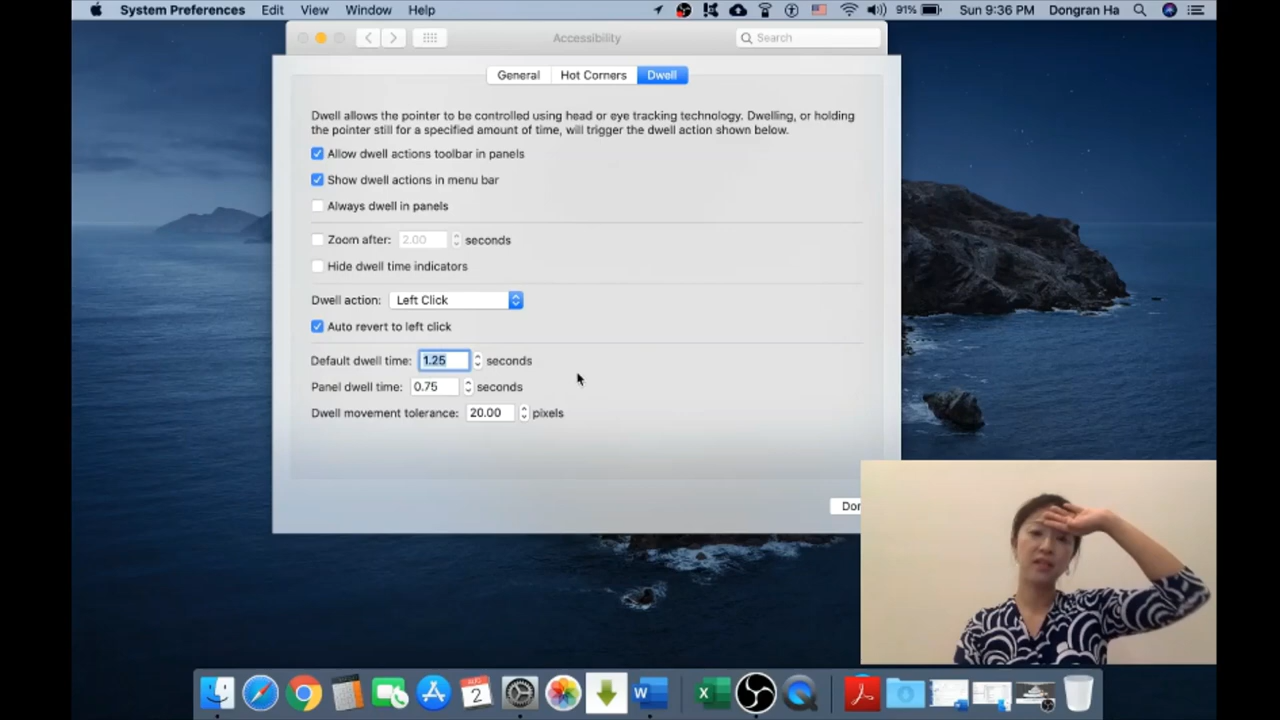 System Preferences Edit View Window Help 91% Sun 9:36 PM Dongran Ha
Accessibility Search
General Hot Corners Dwell
Dwell allows the pointer to be controlled using head or eye tracking technology. Dwelling, or holding
the pointer still for a specified amount of time, will trigger the dwell action shown below.
Allow dwell actions toolbar in panels
Show dwell actions in menu bar
Always dwell in panels
Zoom after: 2.00 seconds
Hide dwell time indicators
Dwell action: Left Click
Auto revert to left click
Default dwell time: 1.25 seconds
Panel dwell time: 0.75 seconds
Dwell movement tolerance: 20.00 pixels
Don
AUG
2 W X